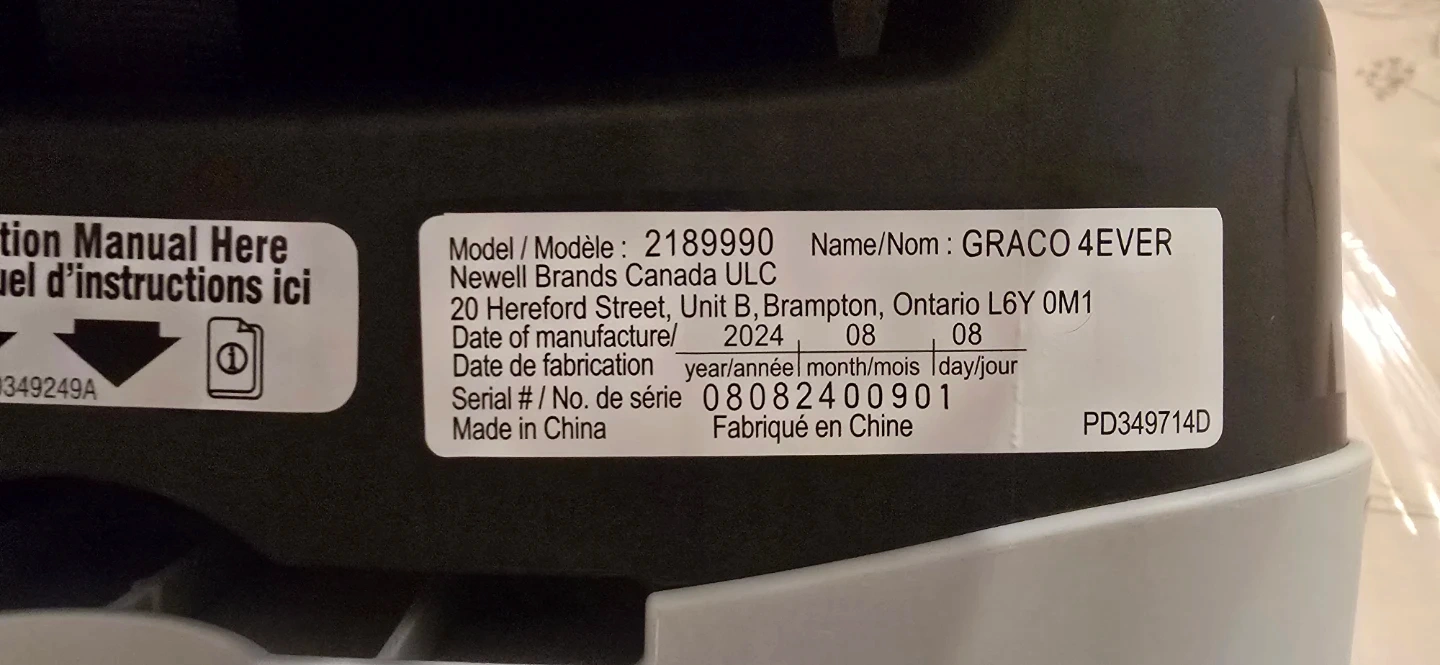 tion Manual Here
uel d'instructions ici
349249A
Model / Modèle : 2189990 Name/Nom : GRACO 4EVER
Newell Brands Canada ULC
20 Hereford Street, Unit B, Brampton, Ontario L6Y 0M1
Date of manufacture/ 2024 08 08
Date de fabrication year/année month/mois day/jour
Serial # / No. de série 08082400901
Made in China Fabriqué en Chine PD349714D